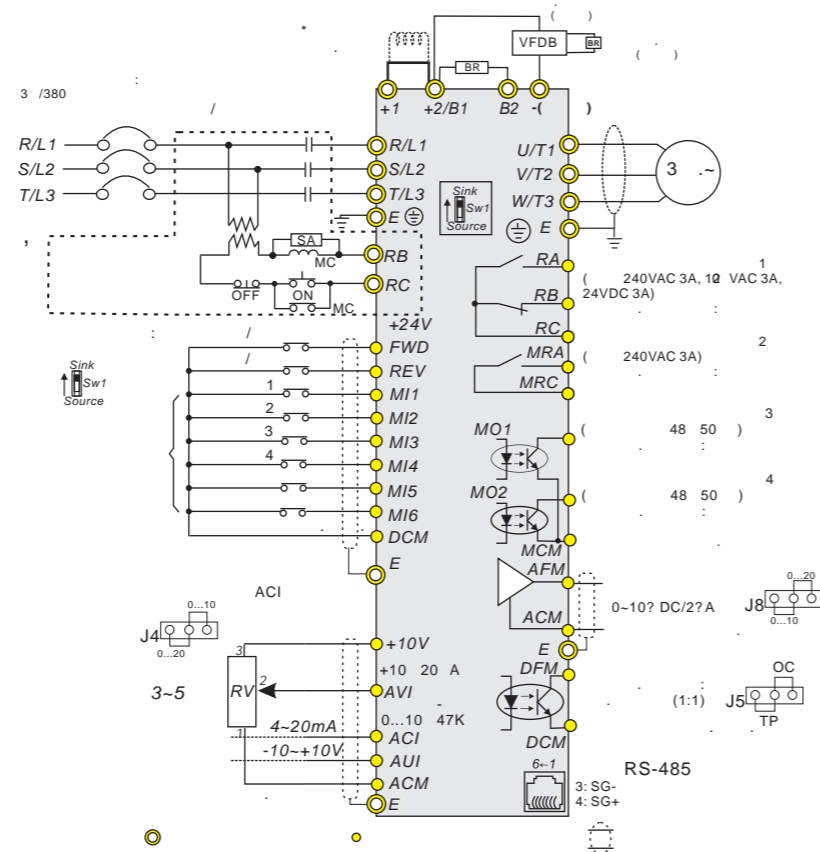 ( )
*
VFDB BR
.
( )
BR
:
3 /380
+1 +2/B1 B2 -( )
/
R/L1 R/L1 U/T1
S/L2 S/L2 V/T2 3 .~
T/L3 T/L3 W/T3
Sink
Sw1
Source
E E
,
SA RB RA 1
MC ( 240VAC 3A, VAC 3A,
RC RB 24VDC 3A)
OFF ON . :
MC RC
+24V 2
: / FWD MRA ( 240VAC 3A)
/ REV MRC . :
Sink
Sw1
Source
1 MI1 3
2 MI2 MO1 ( 48 50 )
3 MI3 . :
4 MI4 4
MI5 MO2 ( 48 50 )
MI6 . :
DCM MCM
E AFM 0...20
ACI 0~10? DC/2? A J8
0...10 ACM 0...10
J4 E
0...20
3 +10V DFM OC
+10 20 A . :
3~5 RV 2 AVI (1:1) J5
- TP
0...10 47K
1 4~20mA ACI DCM
-10~+10V AUI 6←1 RS-485
ACM 3: SG-
E 4: SG+